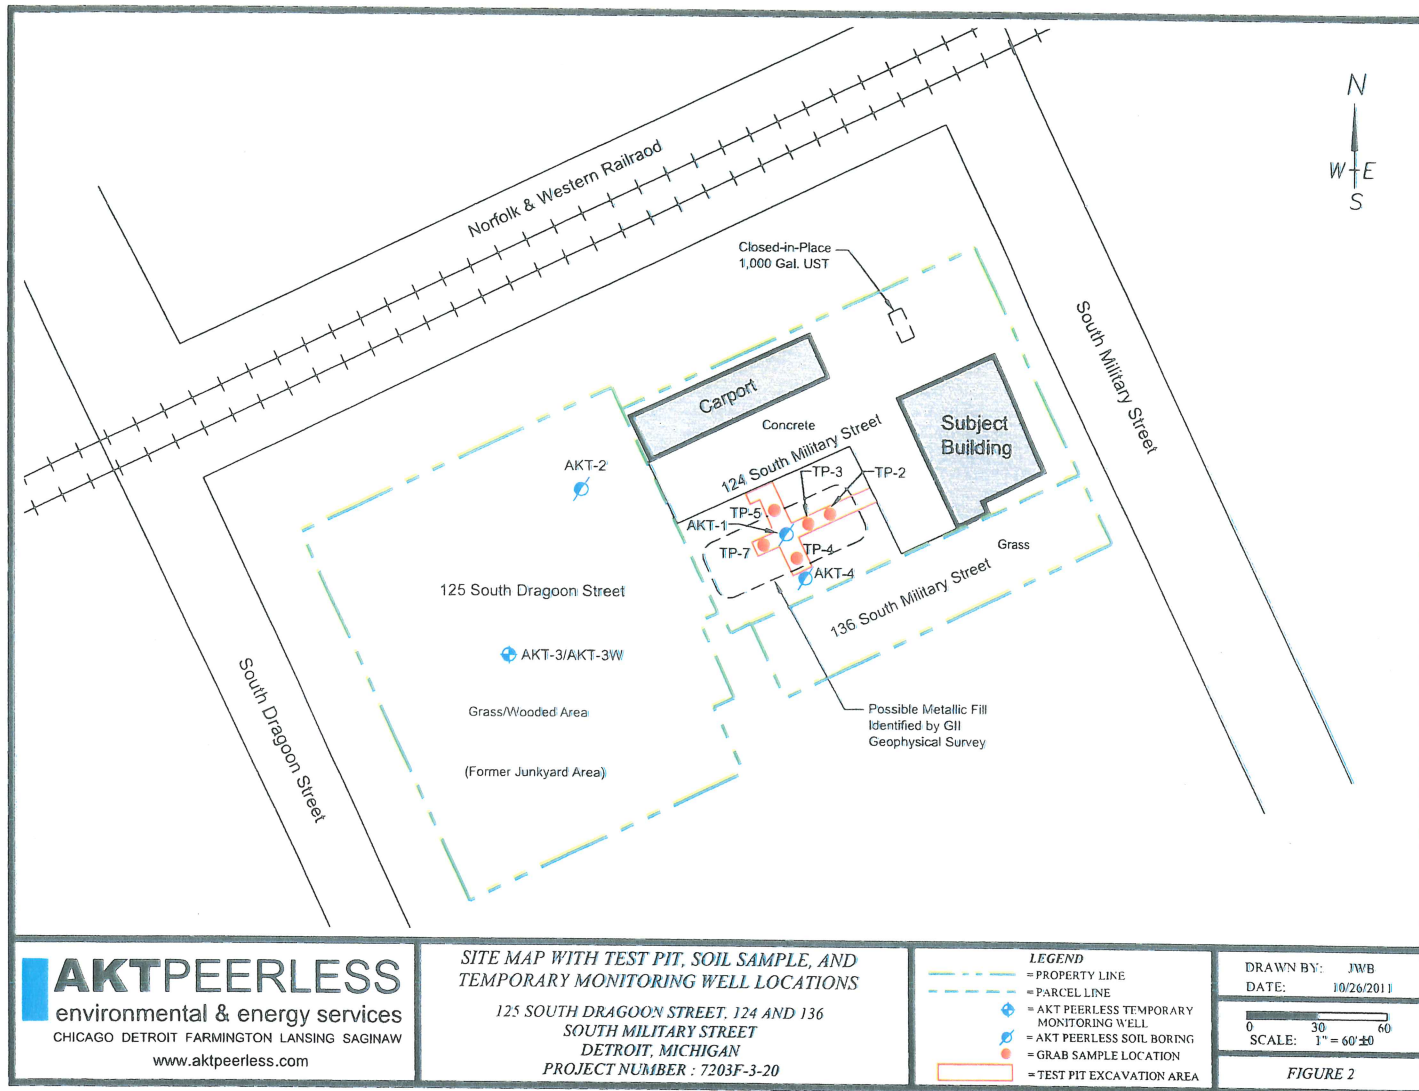 N
W E
S
Norfolk & Western Railraod
Closed-in-Place
1,000 Gal. UST
South Military Street
Carport
Concrete
Subject
Building
124 South Military Street
AKT-2
TP-3
TP-2
TP-5
AKT-1
TP-7
TP-4
AKT-4
Grass
136 South Military Street
125 South Dragoon Street
AKT-3/AKT-3W
Grass/Wooded Area
(Former Junkyard Area)
South Dragoon Street
Possible Metallic Fill
Identified by GII
Geophysical Survey
AKTPEERLESS
environmental & energy services
CHICAGO DETROIT FARMINGTON LANSING SAGINAW
www.aktpeerless.com
SITE MAP WITH TEST PIT, SOIL SAMPLE, AND
TEMPORARY MONITORING WELL LOCATIONS
125 SOUTH DRAGOON STREET, 124 AND 136
SOUTH MILITARY STREET
DETROIT, MICHIGAN
PROJECT NUMBER : 7203F-3-20
LEGEND
= PROPERTY LINE
= PARCEL LINE
= AKT PEERLESS TEMPORARY
MONITORING WELL
= AKT PEERLESS SOIL BORING
= GRAB SAMPLE LOCATION
= TEST PIT EXCAVATION AREA
DRAWN BY: JWB
DATE: 10/26/2011
0 30 60
SCALE: 1" = 60'±0
FIGURE 2